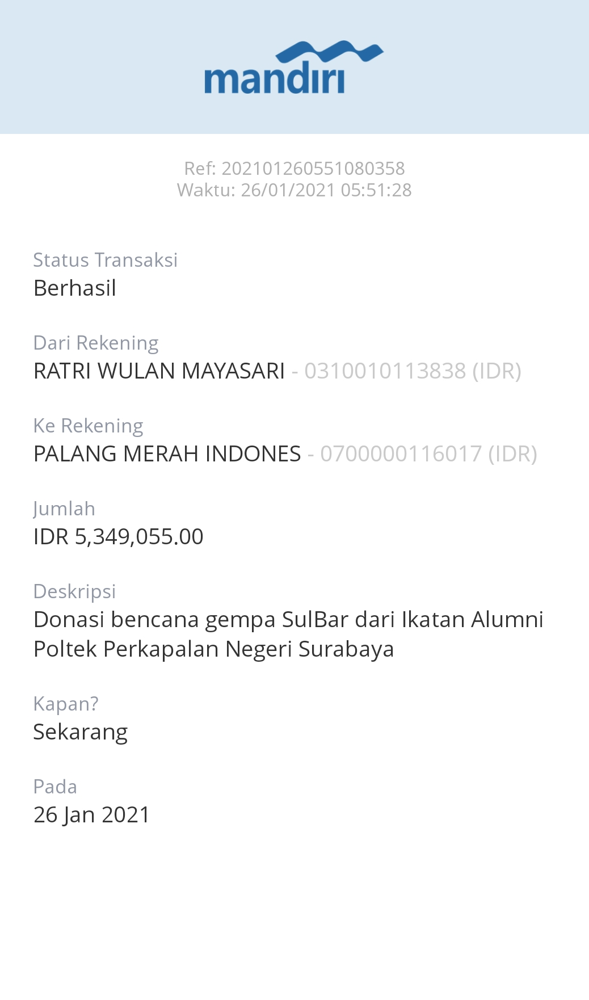 mandiri
Ref: 202101260551080358
Waktu: 26/01/2021 05:51:28
Status Transaksi
Berhasil
Dari Rekening
RATRI WULAN MAYASARI - 0310010113838 (IDR)
Ke Rekening
PALANG MERAH INDONES - 0700000116017 (IDR)
Jumlah
IDR 5,349,055.00
Deskripsi
Donasi bencana gempa SulBar dari Ikatan Alumni
Poltek Perkapalan Negeri Surabaya
Kapan?
Sekarang
Pada
26 Jan 2021